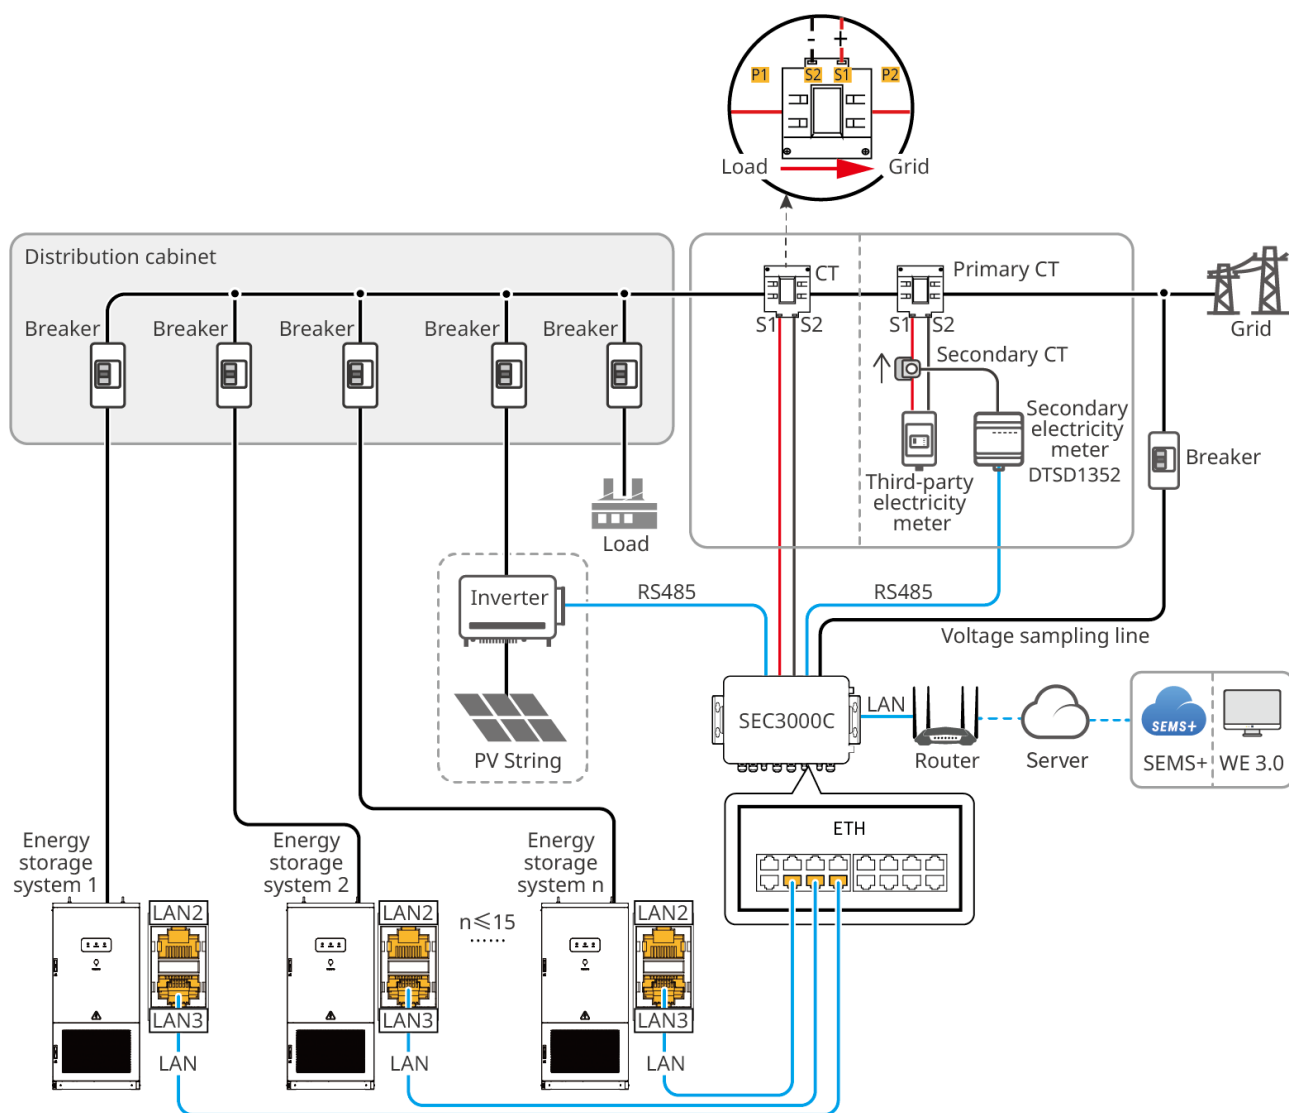 - +
P1 S2 S1 P2
Load Grid
Distribution cabinet
CT
Primary CT
Breaker Breaker Breaker Breaker Breaker
S1 S2
S1 S2
Grid
Secondary CT
Secondary
electricity
meter
DTSD1352
Breaker
Third-party
electricity
meter
Load
Inverter
RS485
RS485
Voltage sampling line
PV String
SEC3000C
LAN
Router
Server
SEMS+
SEMS+
WE 3.0
ETH
Energy
storage
system 1
Energy
storage
system 2
Energy
storage
system n
n≤15
······
LAN2
LAN3
LAN
LAN2
LAN3
LAN
LAN2
LAN3
LAN